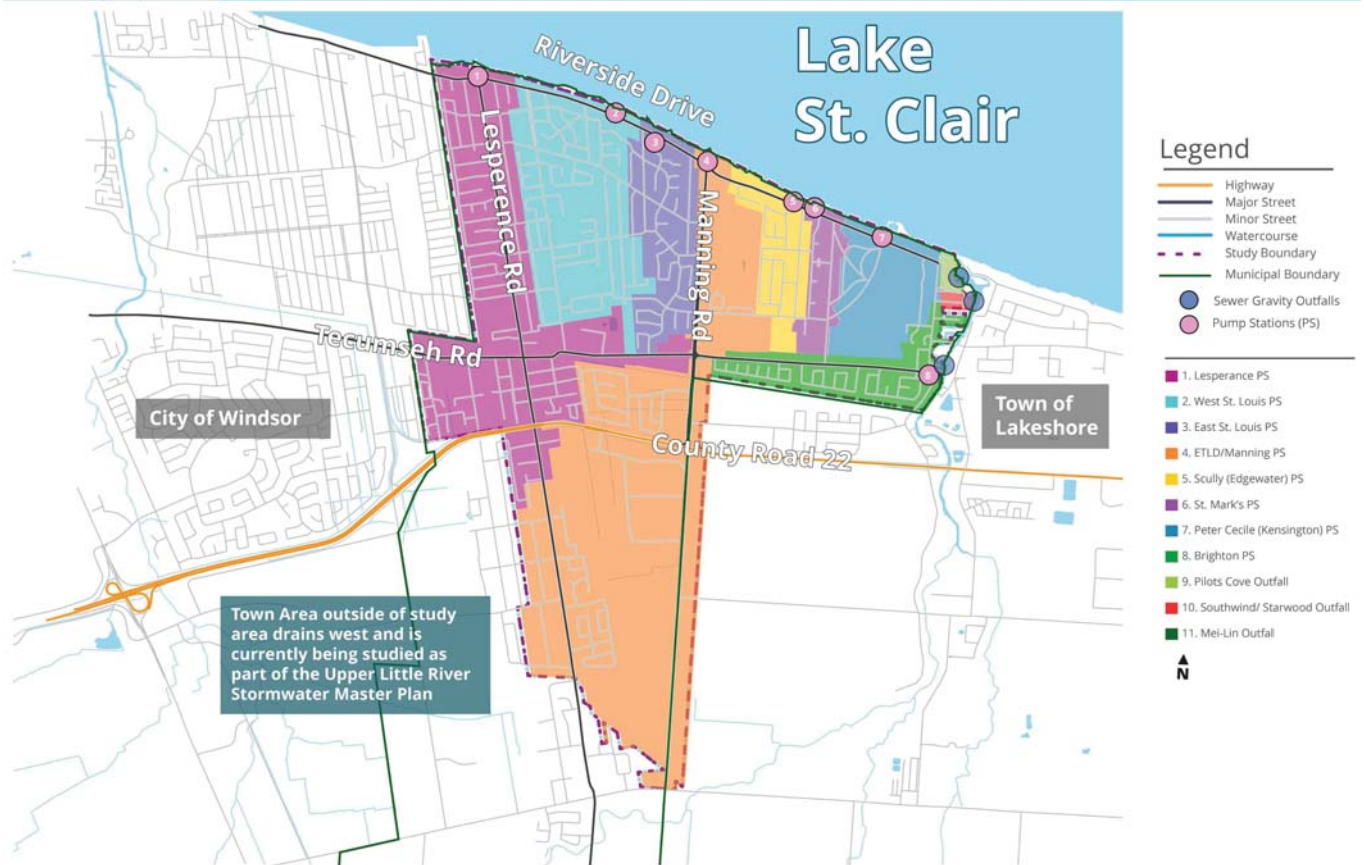 Lake
St. Clair
Riverside Drive
1
2
3
4
5
6
7
8
Lesperence Rd
Manning Rd
Tecumseh Rd
County Road 22
City of Windsor
Town of
Lakeshore
Town Area outside of study
area drains west and is
currently being studied as
part of the Upper Little River
Stormwater Master Plan
Legend
Highway
Major Street
Minor Street
Watercourse
Study Boundary
Municipal Boundary
Sewer Gravity Outfalls
Pump Stations (PS)
1. Lesperance PS
2. West St. Louis PS
3. East St. Louis PS
4. ETLD/Manning PS
5. Scully (Edgewater) PS
6. St. Mark's PS
7. Peter Cecile (Kensington) PS
8. Brighton PS
9. Pilots Cove Outfall
10. Southwind/ Starwood Outfall
11. Mei-Lin Outfall
N